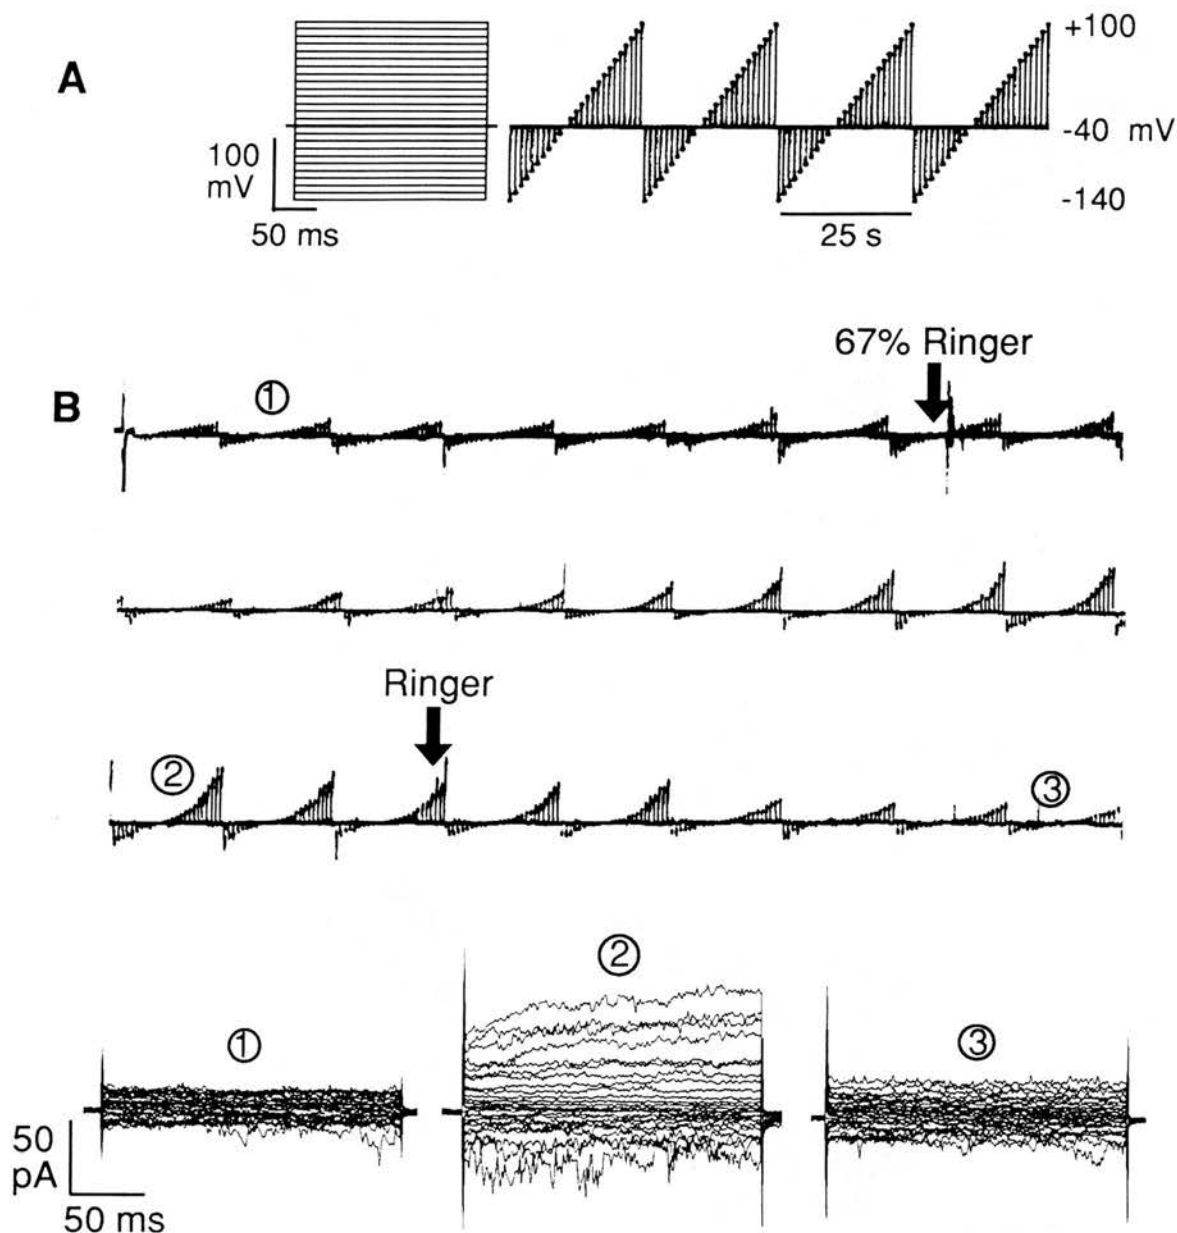 A
100
mV
50 ms
+100
-40 mV
-140
25 s
B
①
67% Ringer
Ringer
②
③
①
②
③
50
pA
50 ms